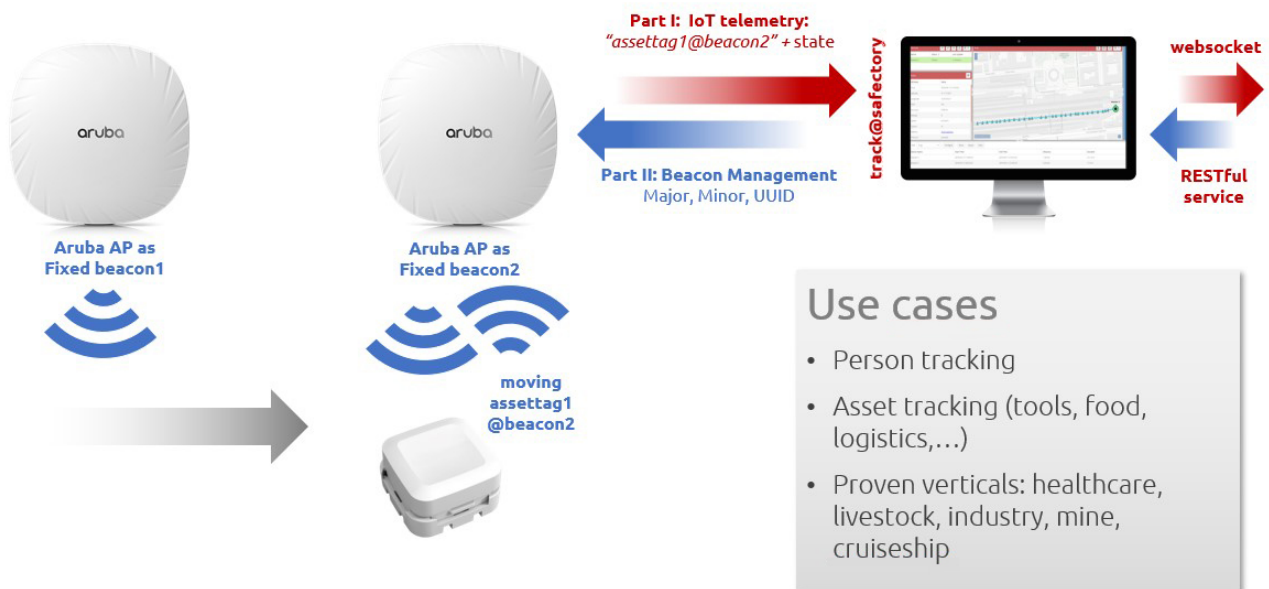 Part I:  IoT telemetry:
"assettag1@beacon2" + state
websocket
track@safectory
aruba
aruba
Part II: Beacon Management
Major, Minor, UUID
RESTful
service
Aruba AP as
Fixed beacon1
Aruba AP as
Fixed beacon2
moving
assettag1
@beacon2
Use cases
• Person tracking
• Asset tracking (tools, food,
logistics,...)
• Proven verticals: healthcare,
livestock, industry, mine,
cruiseship